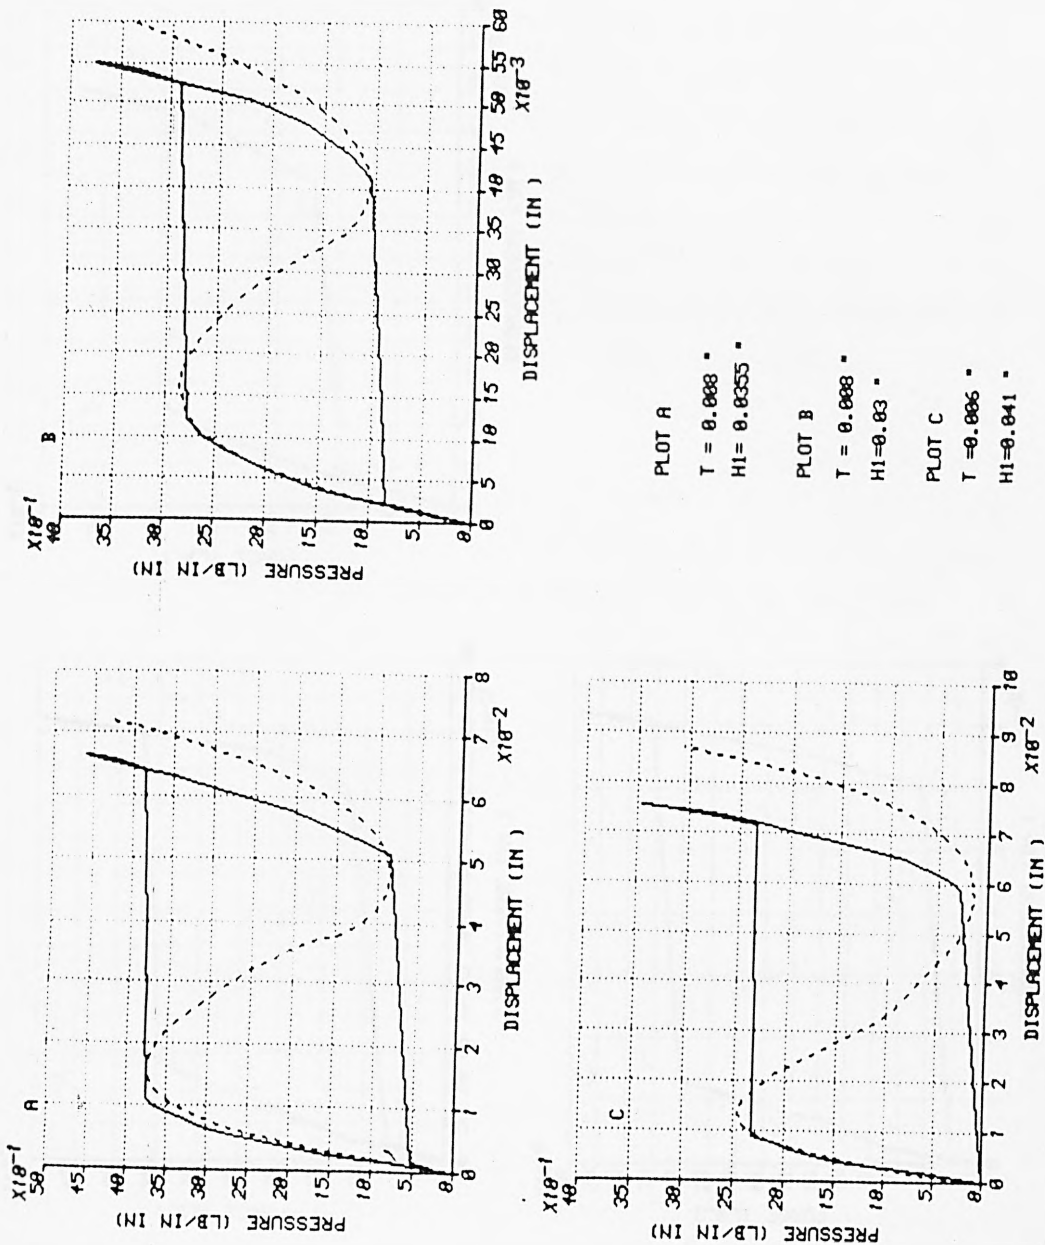 A
X10⁻¹
50
45
40
35
30
25
20
15
10
5
0
PRESSURE (LB/IN IN)
0
1
2
3
4
5
6
7
8
X10⁻²
DISPLACEMENT (IN )
B
X10⁻¹
40
35
30
25
20
15
10
5
0
PRESSURE (LB/IN IN)
0
5
10
15
20
25
30
35
40
45
50
55
60
X10⁻³
DISPLACEMENT (IN )
C
X10⁻¹
40
35
30
25
20
15
10
5
0
PRESSURE (LB/IN IN)
0
1
2
3
4
5
6
7
8
9
10
X10⁻²
DISPLACEMENT (IN )
PLOT A
T = 0.008 "
H1= 0.0355 "
PLOT B
T = 0.008 "
H1=0.03 "
PLOT C
T =0.006 "
H1=0.041 "